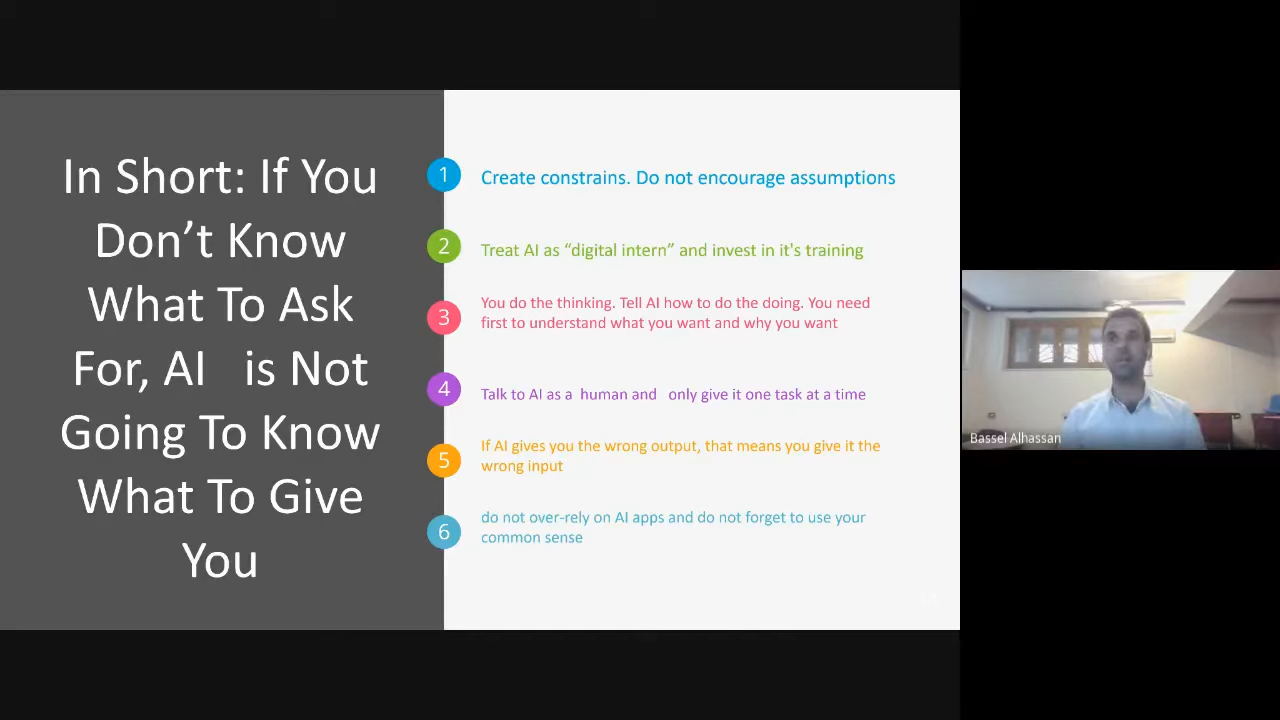 In Short: If You
Don’t Know
What To Ask
For, AI   is Not
Going To Know
What To Give
You
1
Create constrains. Do not encourage assumptions
2
Treat AI as “digital intern” and invest in it's training
3
You do the thinking. Tell AI how to do the doing. You need
first to understand what you want and why you want
4
Talk to AI as a  human and   only give it one task at a time
5
If AI gives you the wrong output, that means you give it the
wrong input
6
do not over-rely on AI apps and do not forget to use your
common sense
Bassel Alhassan